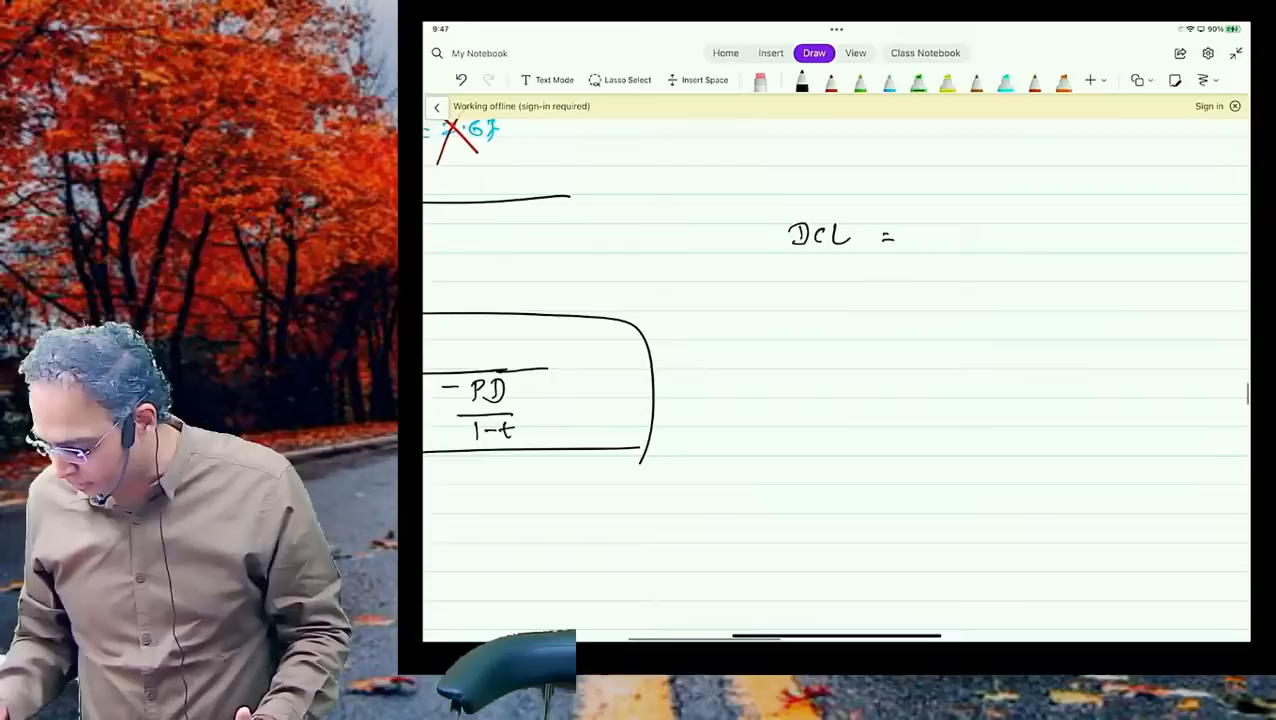 9:47
90%
My Notebook
Home Insert Draw View Class Notebook
Text Mode Lasso Select Insert Space
Working offline (sign-in required) Sign in
DCL =
- PD
1-t